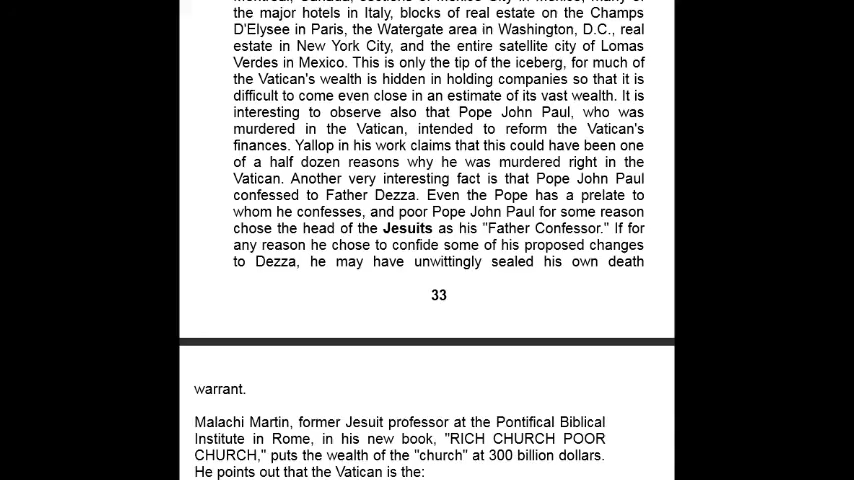 Montreal, Canada, sections of Mexico City in Mexico, many of
the major hotels in Italy, blocks of real estate on the Champs
D'Elysee in Paris, the Watergate area in Washington, D.C., real
estate in New York City, and the entire satellite city of Lomas
Verdes in Mexico. This is only the tip of the iceberg, for much of
the Vatican's wealth is hidden in holding companies so that it is
difficult to come even close in an estimate of its vast wealth. It is
interesting to observe also that Pope John Paul, who was
murdered in the Vatican, intended to reform the Vatican's
finances. Yallop in his work claims that this could have been one
of a half dozen reasons why he was murdered right in the
Vatican. Another very interesting fact is that Pope John Paul
confessed to Father Dezza. Even the Pope has a prelate to
whom he confesses, and poor Pope John Paul for some reason
chose the head of the Jesuits as his "Father Confessor." If for
any reason he chose to confide some of his proposed changes
to Dezza, he may have unwittingly sealed his own death
33
warrant.
Malachi Martin, former Jesuit professor at the Pontifical Biblical
Institute in Rome, in his new book, "RICH CHURCH POOR
CHURCH," puts the wealth of the "church" at 300 billion dollars.
He points out that the Vatican is the: